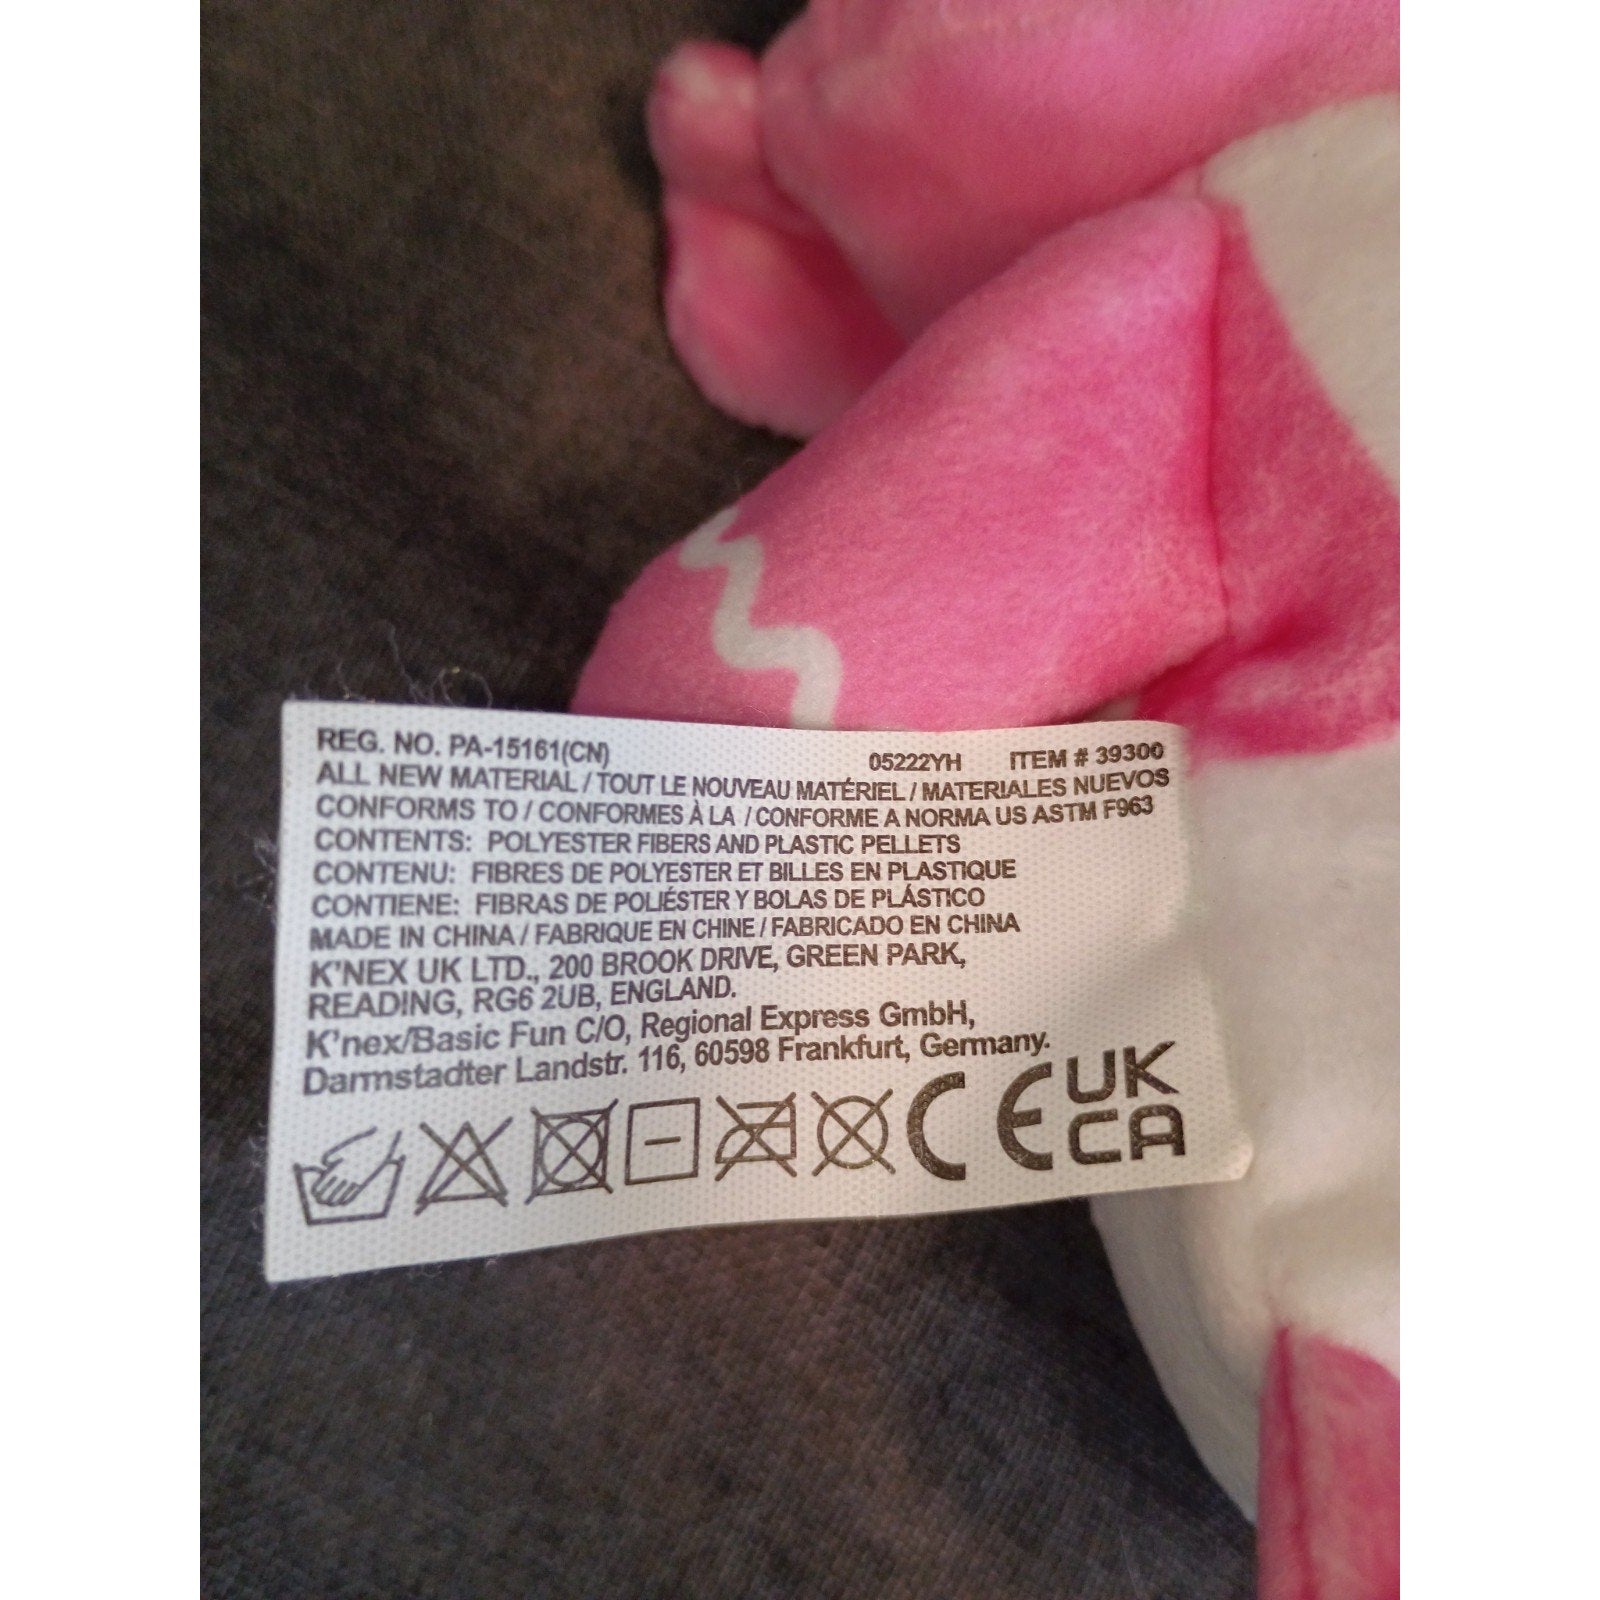 REG. NO. PA-15161(CN) 05222YH ITEM # 39300
ALL NEW MATERIAL / TOUT LE NOUVEAU MATÉRIEL / MATERIALES NUEVOS
CONFORMS TO / CONFORMES À LA / CONFORME A NORMA US ASTM F963
CONTENTS: POLYESTER FIBERS AND PLASTIC PELLETS
CONTENU: FIBRES DE POLYESTER ET BILLES EN PLASTIQUE
CONTIENE: FIBRAS DE POLIÉSTER Y BOLAS DE PLÁSTICO
MADE IN CHINA / FABRIQUE EN CHINE / FABRICADO EN CHINA
K'NEX UK LTD., 200 BROOK DRIVE, GREEN PARK,
READING, RG6 2UB, ENGLAND.
K'nex/Basic Fun C/O, Regional Express GmbH,
Darmstadter Landstr. 116, 60598 Frankfurt, Germany.
CE UK
CA